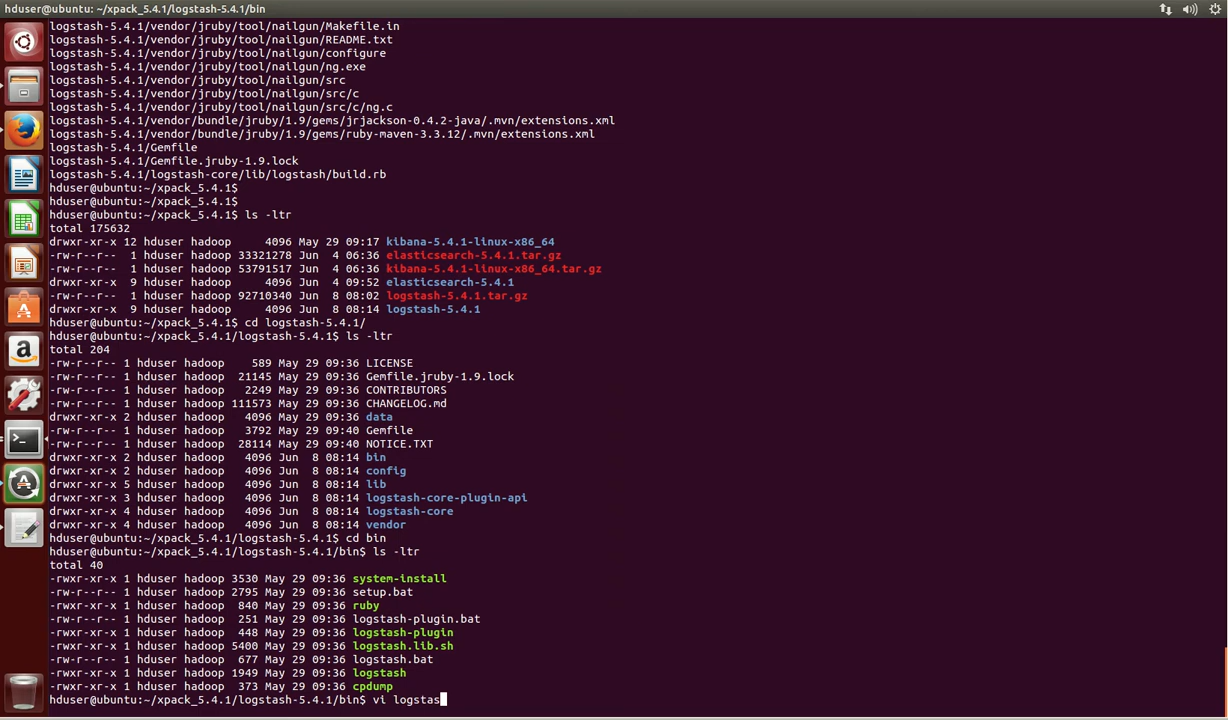 hduser@ubuntu: ~/xpack_5.4.1/logstash-5.4.1/bin
logstash-5.4.1/vendor/jruby/tool/nailgun/Makefile.in
logstash-5.4.1/vendor/jruby/tool/nailgun/README.txt
logstash-5.4.1/vendor/jruby/tool/nailgun/configure
logstash-5.4.1/vendor/jruby/tool/nailgun/ng.exe
logstash-5.4.1/vendor/jruby/tool/nailgun/src
logstash-5.4.1/vendor/jruby/tool/nailgun/src/c
logstash-5.4.1/vendor/jruby/tool/nailgun/src/c/ng.c
logstash-5.4.1/vendor/bundle/jruby/1.9/gems/jrjackson-0.4.2-java/.mvn/extensions.xml
logstash-5.4.1/vendor/bundle/jruby/1.9/gems/ruby-maven-3.3.12/.mvn/extensions.xml
logstash-5.4.1/Gemfile
logstash-5.4.1/Gemfile.jruby-1.9.lock
logstash-5.4.1/logstash-core/lib/logstash/build.rb
hduser@ubuntu:~/xpack_5.4.1$
hduser@ubuntu:~/xpack_5.4.1$
hduser@ubuntu:~/xpack_5.4.1$ ls -ltr
total 175632
drwxr-xr-x 12 hduser hadoop     4096 May 29 09:17 kibana-5.4.1-linux-x86_64
-rw-r--r--  1 hduser hadoop 33321278 Jun  4 06:36 elasticsearch-5.4.1.tar.gz
-rw-r--r--  1 hduser hadoop 53791517 Jun  4 06:36 kibana-5.4.1-linux-x86_64.tar.gz
drwxr-xr-x  9 hduser hadoop     4096 Jun  4 09:52 elasticsearch-5.4.1
-rw-r--r--  1 hduser hadoop 92710340 Jun  8 08:02 logstash-5.4.1.tar.gz
drwxr-xr-x  9 hduser hadoop     4096 Jun  8 08:14 logstash-5.4.1
hduser@ubuntu:~/xpack_5.4.1$ cd logstash-5.4.1/
hduser@ubuntu:~/xpack_5.4.1/logstash-5.4.1$ ls -ltr
total 204
-rw-r--r-- 1 hduser hadoop    589 May 29 09:36 LICENSE
-rw-r--r-- 1 hduser hadoop  21145 May 29 09:36 Gemfile.jruby-1.9.lock
-rw-r--r-- 1 hduser hadoop   2249 May 29 09:36 CONTRIBUTORS
-rw-r--r-- 1 hduser hadoop 111573 May 29 09:36 CHANGELOG.md
drwxr-xr-x 2 hduser hadoop   4096 May 29 09:36 data
-rw-r--r-- 1 hduser hadoop   3792 May 29 09:40 Gemfile
-rw-r--r-- 1 hduser hadoop  28114 May 29 09:40 NOTICE.TXT
drwxr-xr-x 2 hduser hadoop   4096 Jun  8 08:14 bin
drwxr-xr-x 2 hduser hadoop   4096 Jun  8 08:14 config
drwxr-xr-x 5 hduser hadoop   4096 Jun  8 08:14 lib
drwxr-xr-x 3 hduser hadoop   4096 Jun  8 08:14 logstash-core-plugin-api
drwxr-xr-x 4 hduser hadoop   4096 Jun  8 08:14 logstash-core
drwxr-xr-x 4 hduser hadoop   4096 Jun  8 08:14 vendor
hduser@ubuntu:~/xpack_5.4.1/logstash-5.4.1$ cd bin
hduser@ubuntu:~/xpack_5.4.1/logstash-5.4.1/bin$ ls -ltr
total 40
-rwxr-xr-x 1 hduser hadoop 3530 May 29 09:36 system-install
-rw-r--r-- 1 hduser hadoop 2795 May 29 09:36 setup.bat
-rwxr-xr-x 1 hduser hadoop  840 May 29 09:36 ruby
-rw-r--r-- 1 hduser hadoop  251 May 29 09:36 logstash-plugin.bat
-rwxr-xr-x 1 hduser hadoop  448 May 29 09:36 logstash-plugin
-rwxr-xr-x 1 hduser hadoop 5400 May 29 09:36 logstash.lib.sh
-rw-r--r-- 1 hduser hadoop  677 May 29 09:36 logstash.bat
-rwxr-xr-x 1 hduser hadoop 1949 May 29 09:36 logstash
-rwxr-xr-x 1 hduser hadoop  373 May 29 09:36 cpdump
hduser@ubuntu:~/xpack_5.4.1/logstash-5.4.1/bin$ vi logstas